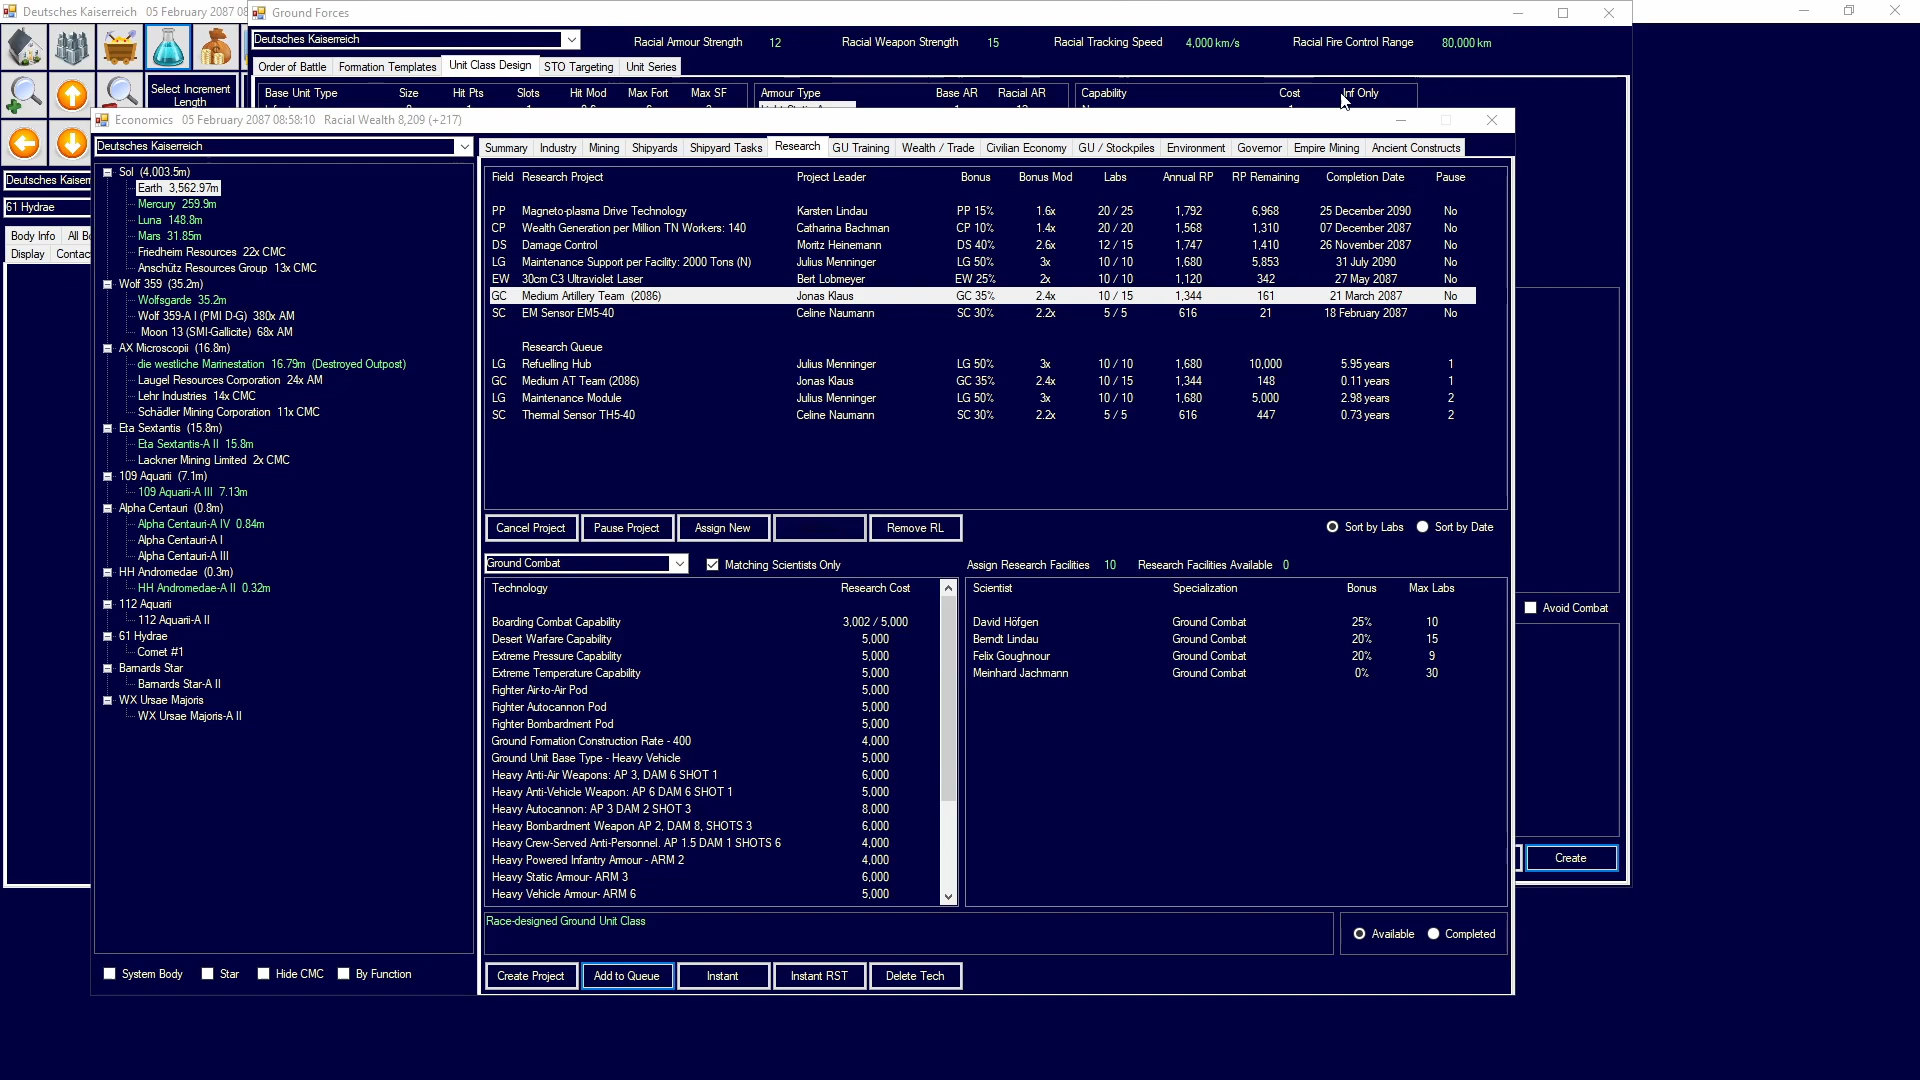 Deutsches Kaiserreich 05 February 2087 08
Ground Forces
Deutsches Kaiserreich
Racial Armour Strength 12 Racial Weapon Strength 15 Racial Tracking Speed 4,000 km/s Racial Fire Control Range 80,000 km
Order of Battle Formation Templates Unit Class Design STO Targeting Unit Series
Select Increment Length
Base Unit Type Size Hit Pts Slots Hit Mod Max Fort Max SF Armour Type Base AR Racial AR Capability Cost Inf Only
Economics 05 February 2087 08:58:10 Racial Wealth 8,209 (+217)
Deutsches Kaiserreich
Summary Industry Mining Shipyards Shipyard Tasks Research GU Training Wealth / Trade Civilian Economy GU / Stockpiles Environment Governor Empire Mining Ancient Constructs
Deutsches Kaisern
61 Hydrae
Body Info All Bo
Display Contac
Sol (4,003.5m)
Earth 3,562.97m
Mercury 259.9m
Luna 148.8m
Mars 31.85m
Friedheim Resources 22x CMC
Anschütz Resources Group 13x CMC
Wolf 359 (35.2m)
Wolfsgarde 35.2m
Wolf 359-A I (PMI D-G) 380x AM
Moon 13 (SMI-Gallicite) 68x AM
AX Microscopii (16.8m)
die westliche Marinestation 16.79m (Destroyed Outpost)
Laugel Resources Corporation 24x AM
Lehr Industries 14x CMC
Schädler Mining Corporation 11x CMC
Eta Sextantis (15.8m)
Eta Sextantis-A II 15.8m
Lackner Mining Limited 2x CMC
109 Aquarii (7.1m)
109 Aquarii-A III 7.13m
Alpha Centauri (0.8m)
Alpha Centauri-A IV 0.84m
Alpha Centauri-A I
Alpha Centauri-A III
HH Andromedae (0.3m)
HH Andromedae-A II 0.32m
112 Aquarii
112 Aquarii-A II
61 Hydrae
Comet #1
Barnards Star
Barnards Star-A II
WX Ursae Majoris
WX Ursae Majoris-A II
System Body Star Hide CMC By Function
Field Research Project Project Leader Bonus Bonus Mod Labs Annual RP RP Remaining Completion Date Pause
PP Magneto-plasma Drive Technology Karsten Lindau PP 15% 1.6x 20 / 25 1,792 6,968 25 December 2090 No
CP Wealth Generation per Million TN Workers: 140 Catharina Bachman CP 10% 1.4x 20 / 20 1,568 1,310 07 December 2087 No
DS Damage Control Moritz Heinemann DS 40% 2.6x 12 / 15 1,747 1,410 26 November 2087 No
LG Maintenance Support per Facility: 2000 Tons (N) Julius Menninger LG 50% 3x 10 / 10 1,680 5,853 31 July 2090 No
EW 30cm C3 Ultraviolet Laser Bert Lobmeyer EW 25% 2x 10 / 10 1,120 342 27 May 2087 No
GC Medium Artillery Team (2086) Jonas Klaus GC 35% 2.4x 10 / 15 1,344 161 21 March 2087 No
SC EM Sensor EM5-40 Celine Naumann SC 30% 2.2x 5 / 5 616 21 18 February 2087 No
Research Queue
LG Refuelling Hub Julius Menninger LG 50% 3x 10 / 10 1,680 10,000 5.95 years 1
GC Medium AT Team (2086) Jonas Klaus GC 35% 2.4x 10 / 15 1,344 148 0.11 years 1
LG Maintenance Module Julius Menninger LG 50% 3x 10 / 10 1,680 5,000 2.98 years 2
SC Thermal Sensor TH5-40 Celine Naumann SC 30% 2.2x 5 / 5 616 447 0.73 years 2
Cancel Project Pause Project Assign New Remove RL Sort by Labs Sort by Date
Ground Combat Matching Scientists Only Assign Research Facilities 10 Research Facilities Available 0
Technology Research Cost
Boarding Combat Capability 3,002 / 5,000
Desert Warfare Capability 5,000
Extreme Pressure Capability 5,000
Extreme Temperature Capability 5,000
Fighter Air-to-Air Pod 5,000
Fighter Autocannon Pod 5,000
Fighter Bombardment Pod 5,000
Ground Formation Construction Rate - 400 4,000
Ground Unit Base Type - Heavy Vehicle 5,000
Heavy Anti-Air Weapons: AP 3, DAM 6 SHOT 1 6,000
Heavy Anti-Vehicle Weapon: AP 6 DAM 6 SHOT 1 5,000
Heavy Autocannon: AP 3 DAM 2 SHOT 3 8,000
Heavy Bombardment Weapon AP 2, DAM 8, SHOTS 3 6,000
Heavy Crew-Served Anti-Personnel. AP 1.5 DAM 1 SHOTS 6 4,000
Heavy Powered Infantry Armour - ARM 2 4,000
Heavy Static Armour- ARM 3 6,000
Heavy Vehicle Armour- ARM 6 5,000
Scientist Specialization Bonus Max Labs
David Höfgen Ground Combat 25% 10
Berndt Lindau Ground Combat 20% 15
Felix Goughnour Ground Combat 20% 9
Meinhard Jachmann Ground Combat 0% 30
Race-designed Ground Unit Class
Available Completed
Create Project Add to Queue Instant Instant RST Delete Tech
Avoid Combat
Create